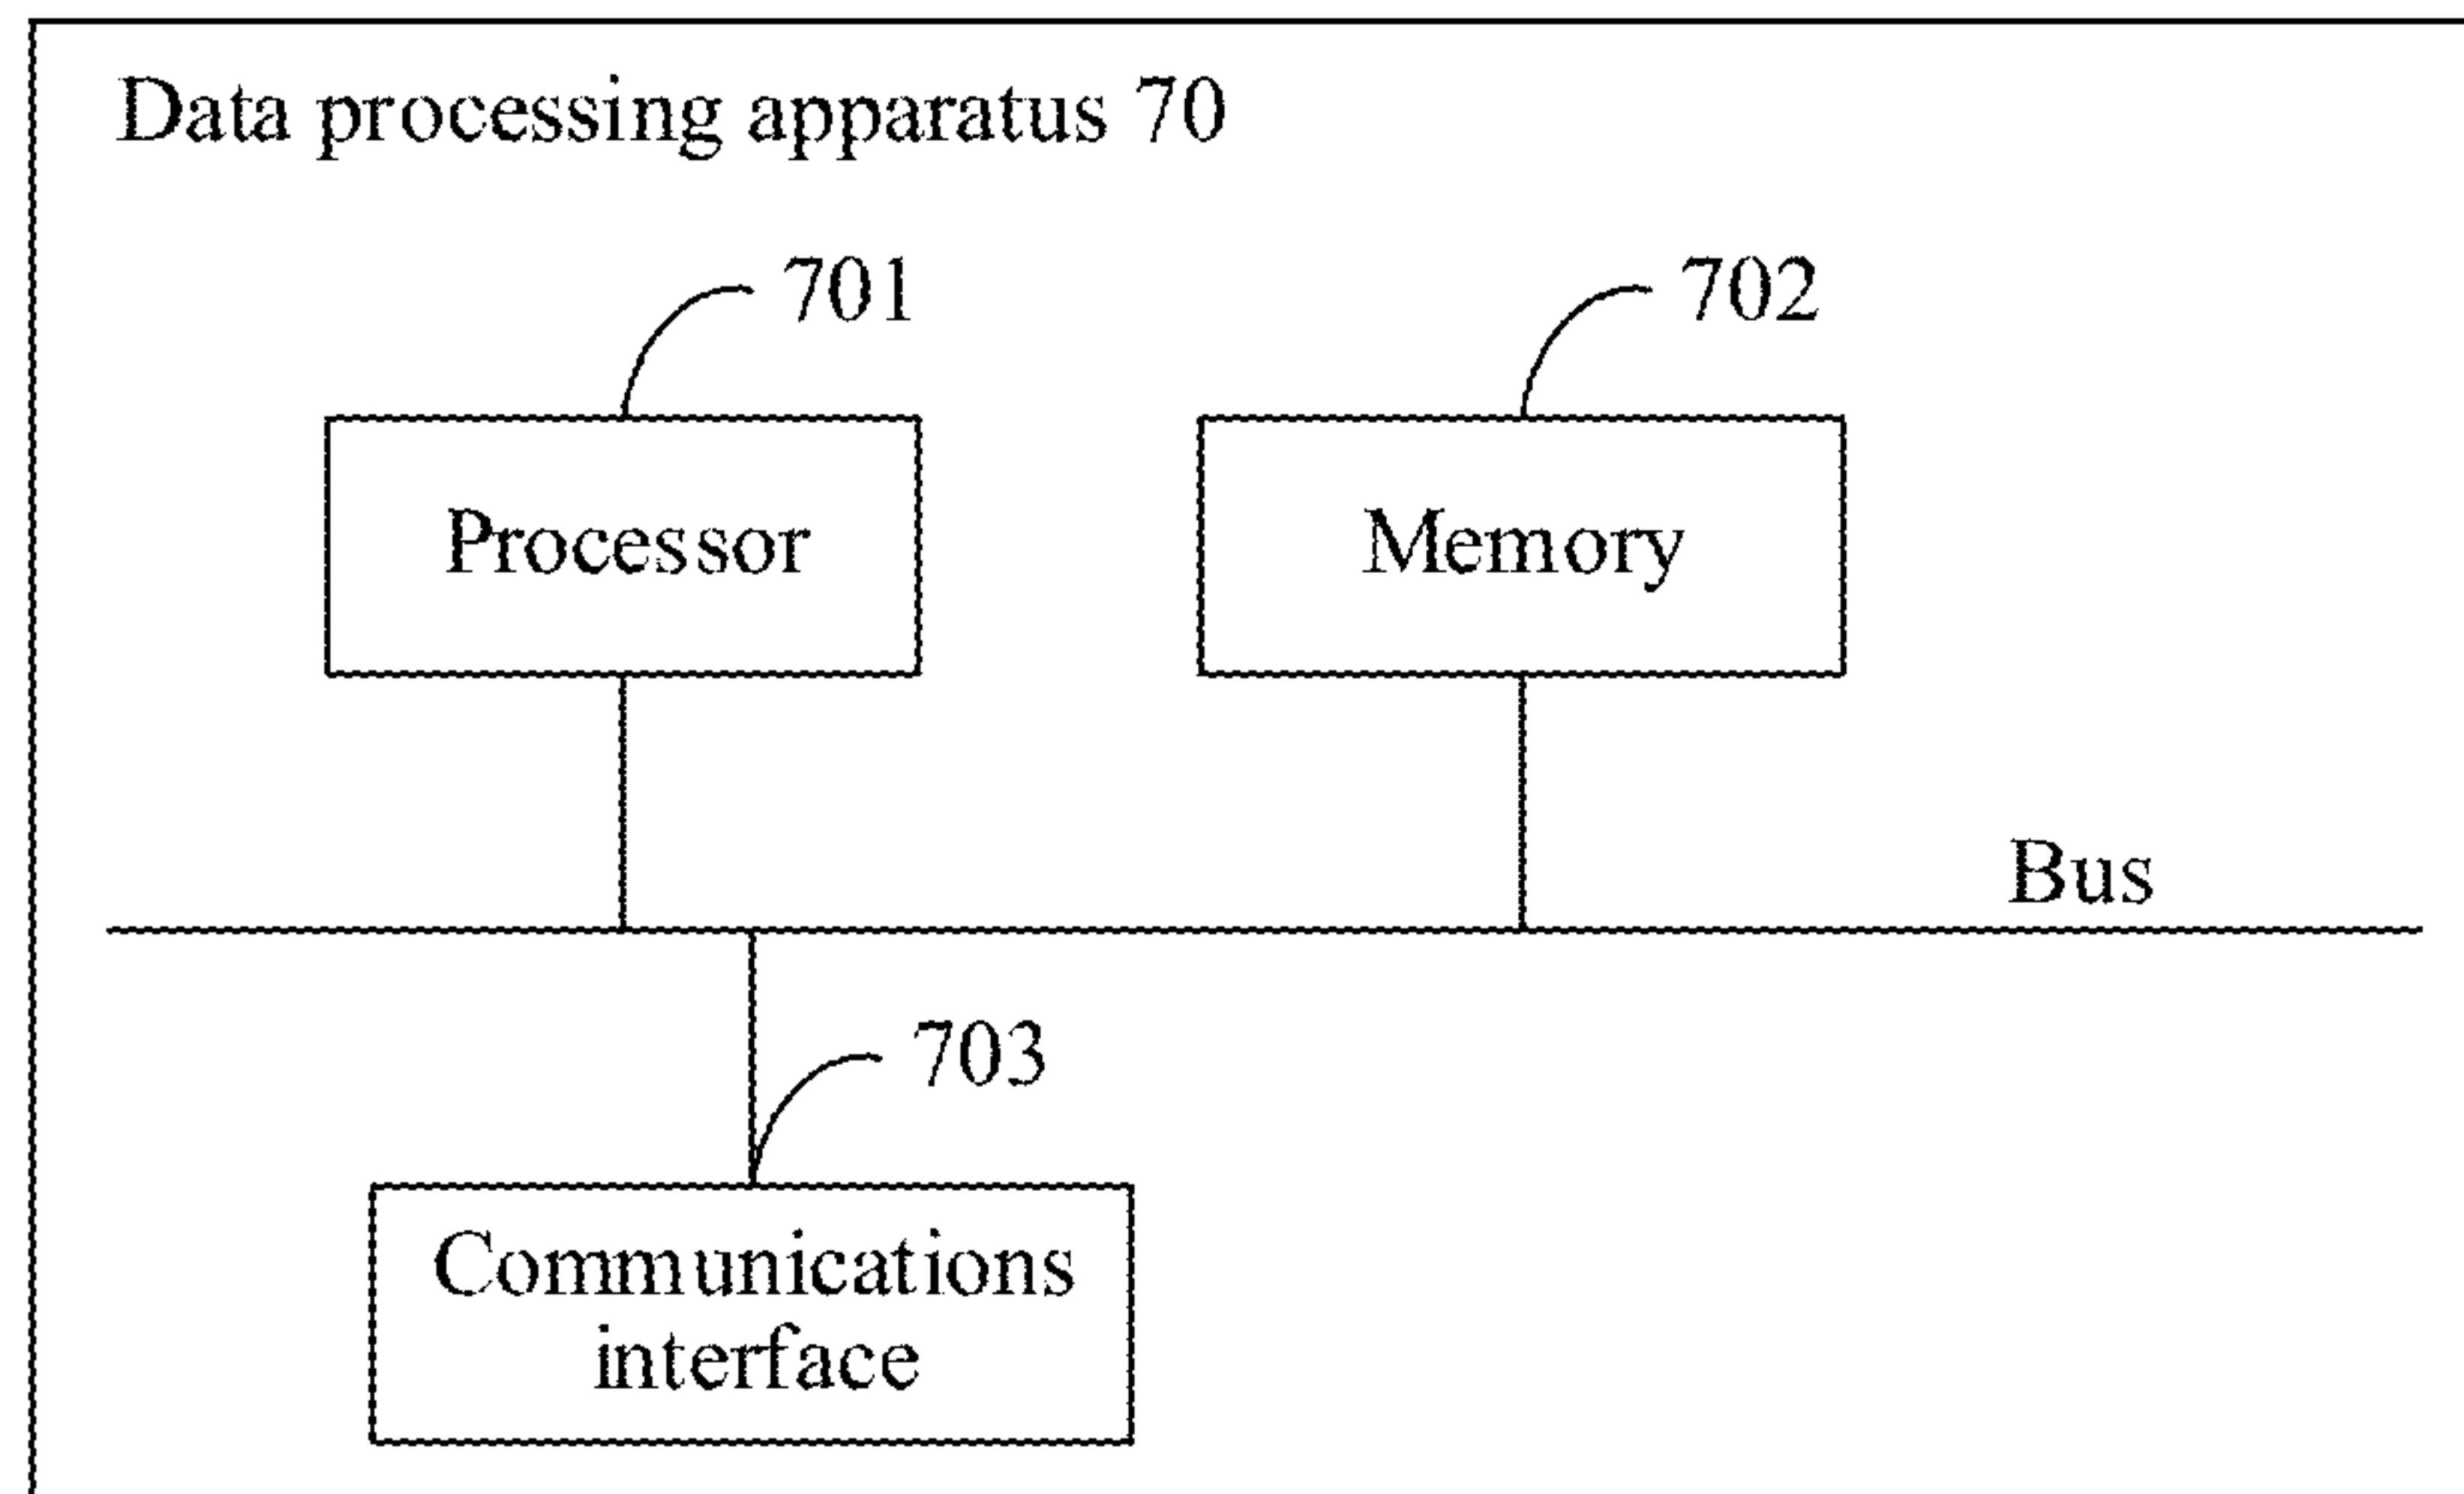 Data processing apparatus 70
701
702
Processor
Memory
Bus
703
Communications
interface